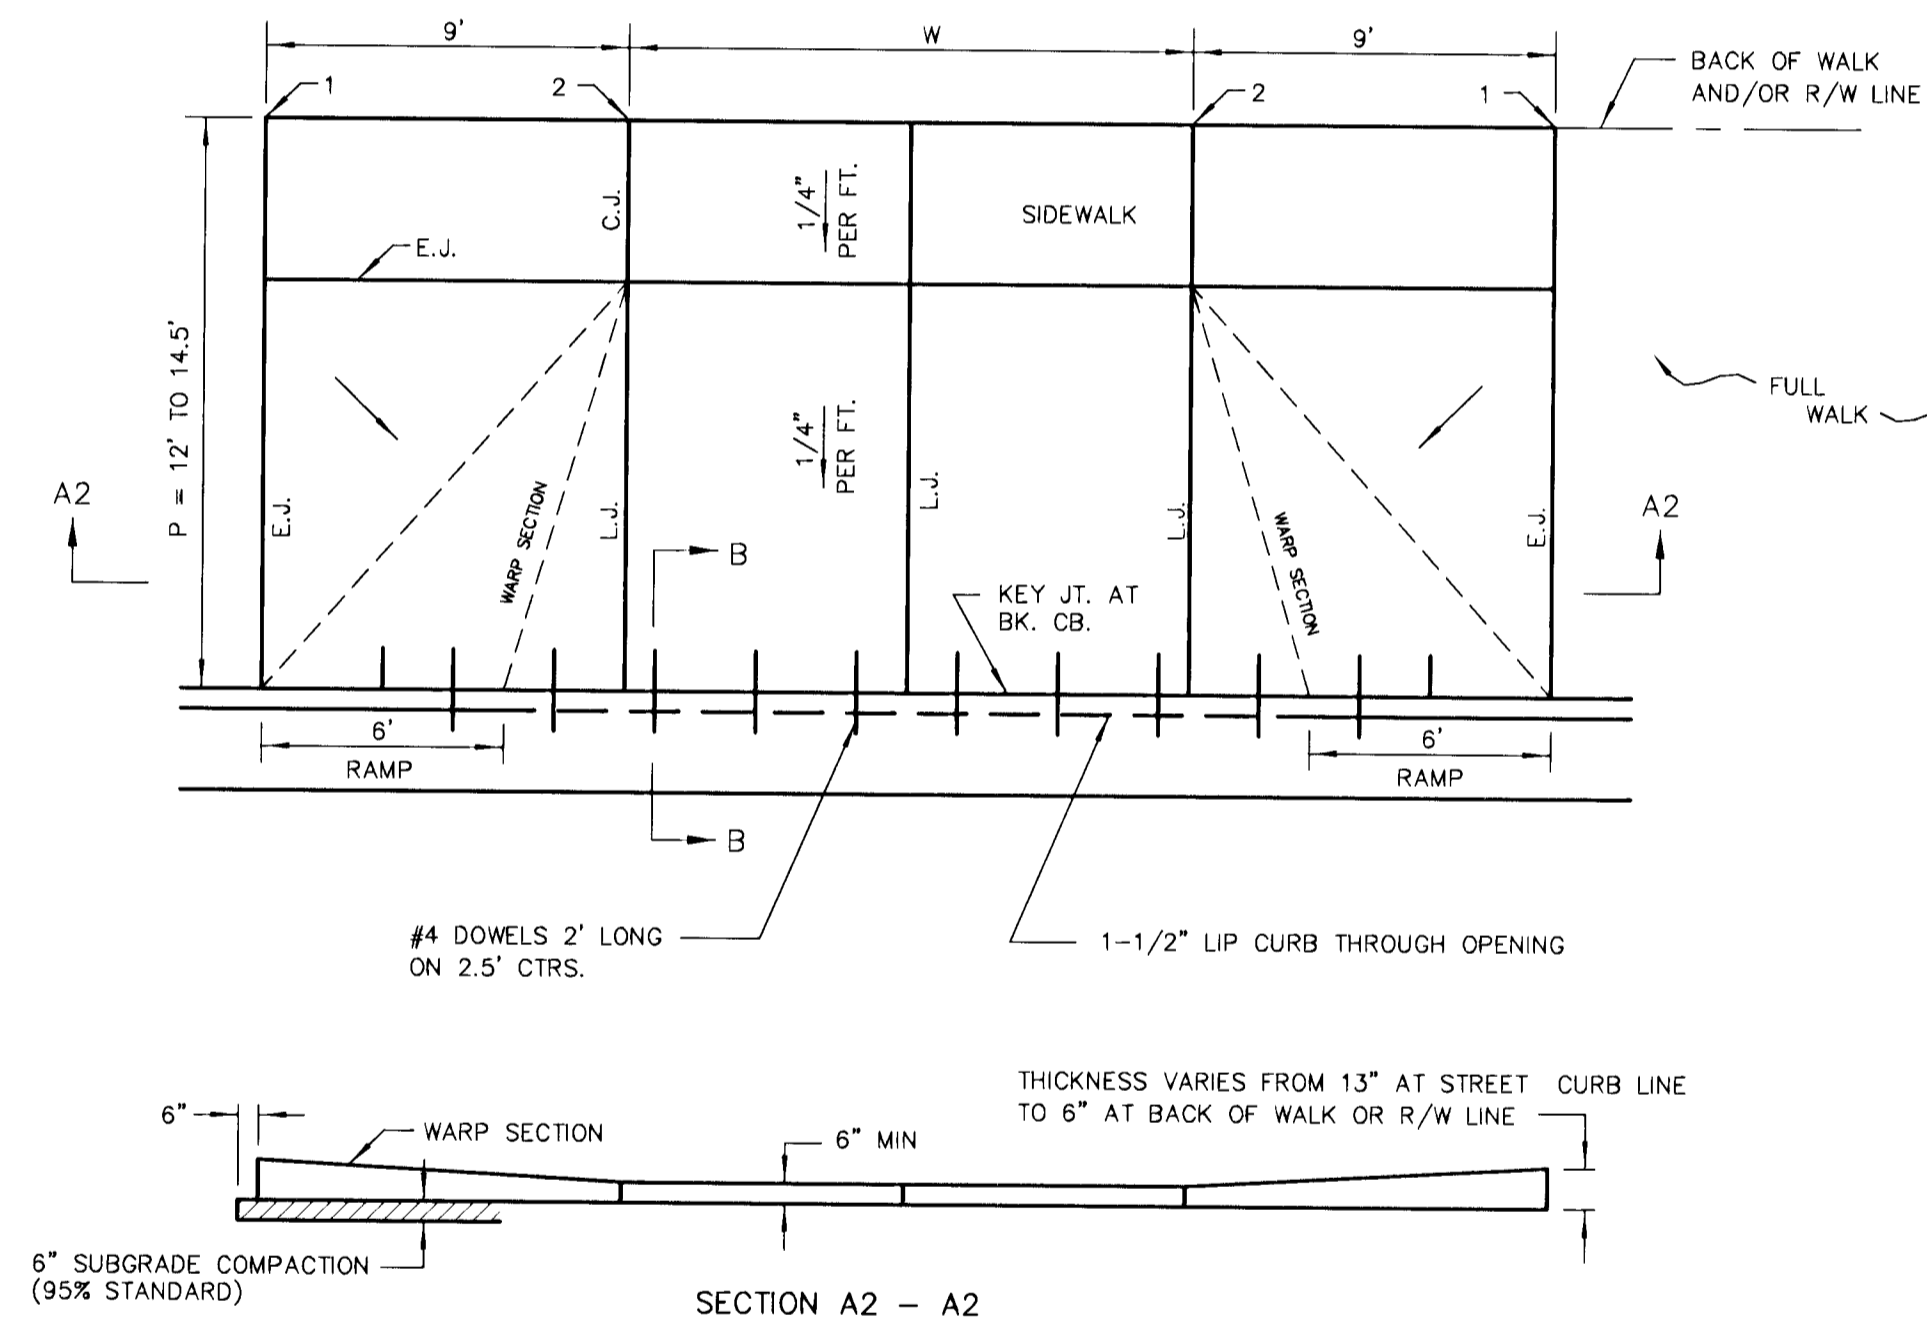 9'
W
9'
1
2
2
1
BACK OF WALK
AND/OR R/W LINE
C.J.
1/4"
PER FT.
SIDEWALK
E.J.
P = 12' TO 14.5'
1/4"
PER FT.
FULL
WALK
A2
A2
E.J.
WARP SECTION
L.J.
L.J.
L.J.
WARP SECTION
E.J.
B
KEY JT. AT
BK. CB.
6'
RAMP
6'
RAMP
B
#4 DOWELS 2' LONG
ON 2.5' CTRS.
1-1/2" LIP CURB THROUGH OPENING
THICKNESS VARIES FROM 13" AT STREET CURB LINE
TO 6" AT BACK OF WALK OR R/W LINE
6"
WARP SECTION
6" MIN
6" SUBGRADE COMPACTION
(95% STANDARD)
SECTION A2 - A2